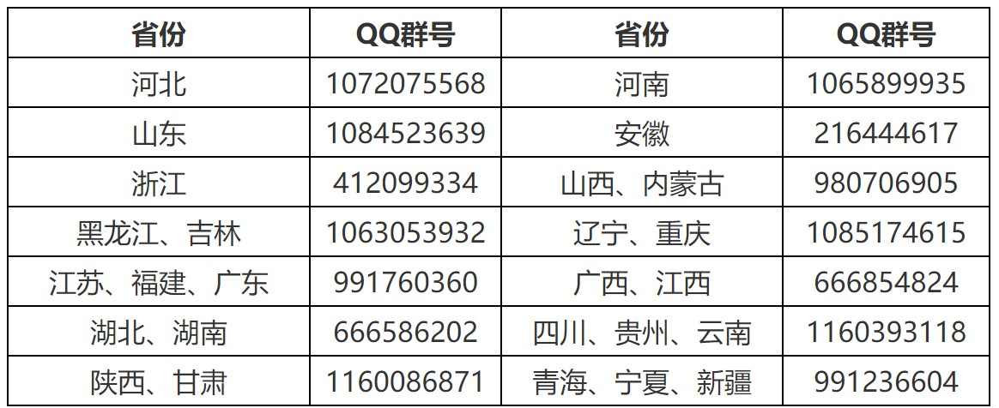 省份 QQ群号 省份 QQ群号
河北 1072075568 河南 1065899935
山东 1084523639 安徽 216444617
浙江 412099334 山西、内蒙古 980706905
黑龙江、吉林 1063053932 辽宁、重庆 1085174615
江苏、福建、广东 991760360 广西、江西 666854824
湖北、湖南 666586202 四川、贵州、云南 1160393118
陕西、甘肃 1160086871 青海、宁夏、新疆 991236604